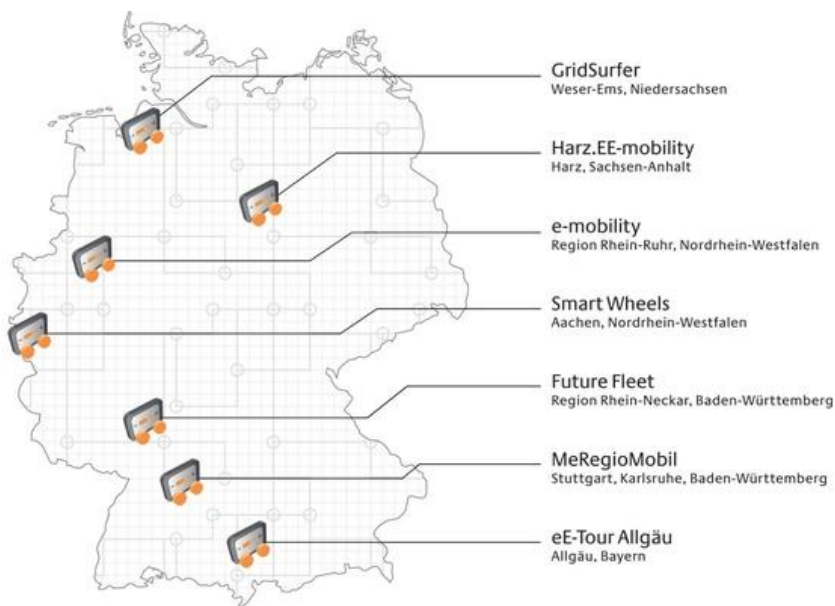 GridSurfer
Weser-Ems, Niedersachsen
Harz.EE-mobility
Harz, Sachsen-Anhalt
e-mobility
Region Rhein-Ruhr, Nordrhein-Westfalen
Smart Wheels
Aachen, Nordrhein-Westfalen
Future Fleet
Region Rhein-Neckar, Baden-Württemberg
MeRegioMobil
Stuttgart, Karlsruhe, Baden-Württemberg
eE-Tour Allgäu
Allgäu, Bayern